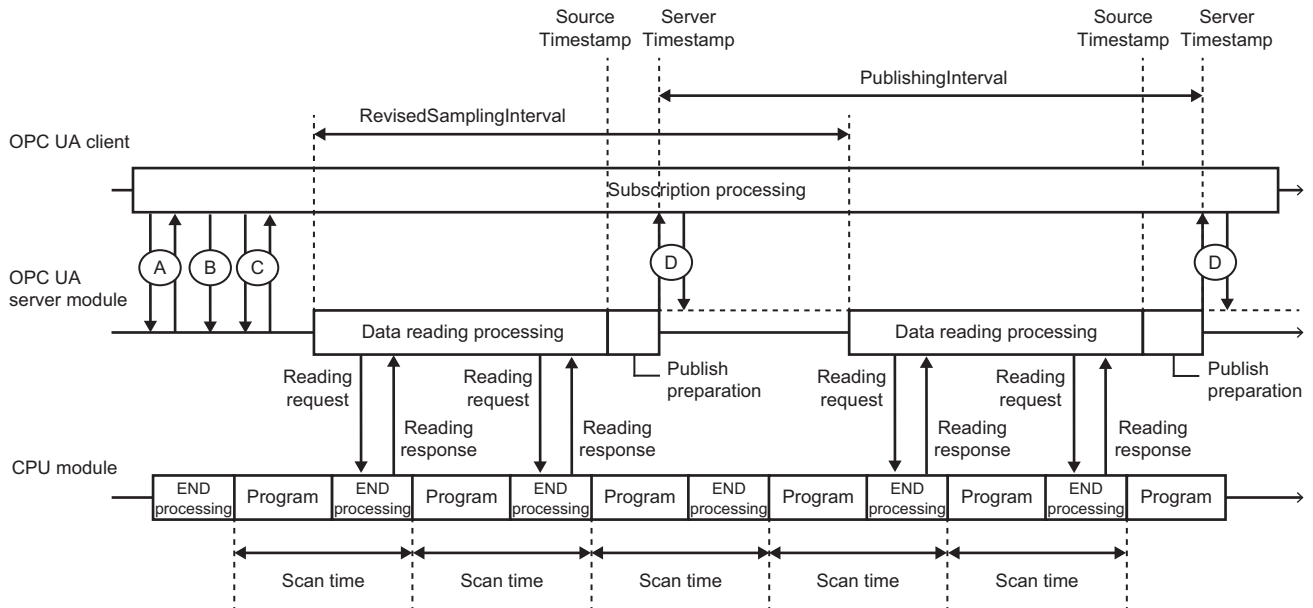 Source
Timestamp
Server
Timestamp
Source
Timestamp
Server
Timestamp
PublishingInterval
RevisedSamplingInterval
OPC UA client
Subscription processing
A
B
C
D
D
OPC UA
server module
Data reading processing
Data reading processing
Reading
request
Reading
response
Reading
request
Reading
response
Publish
preparation
Reading
request
Reading
response
Reading
request
Reading
response
Publish
preparation
CPU module
END
processing
Program
END
processing
Program
END
processing
Program
END
processing
Program
END
processing
Program
END
processing
Program
Scan time
Scan time
Scan time
Scan time
Scan time